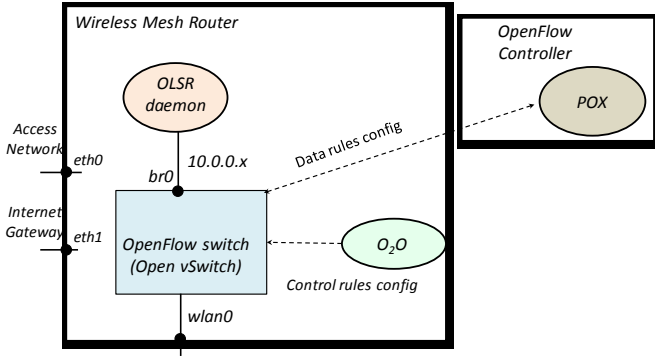 Wireless Mesh Router
OpenFlow
Controller
OLSR
daemon
POX
Access
Network
eth0
10.0.0.x
br0
Data rules config
Internet
Gateway
eth1
OpenFlow switch
(Open vSwitch)
O₂O
Control rules config
wlan0